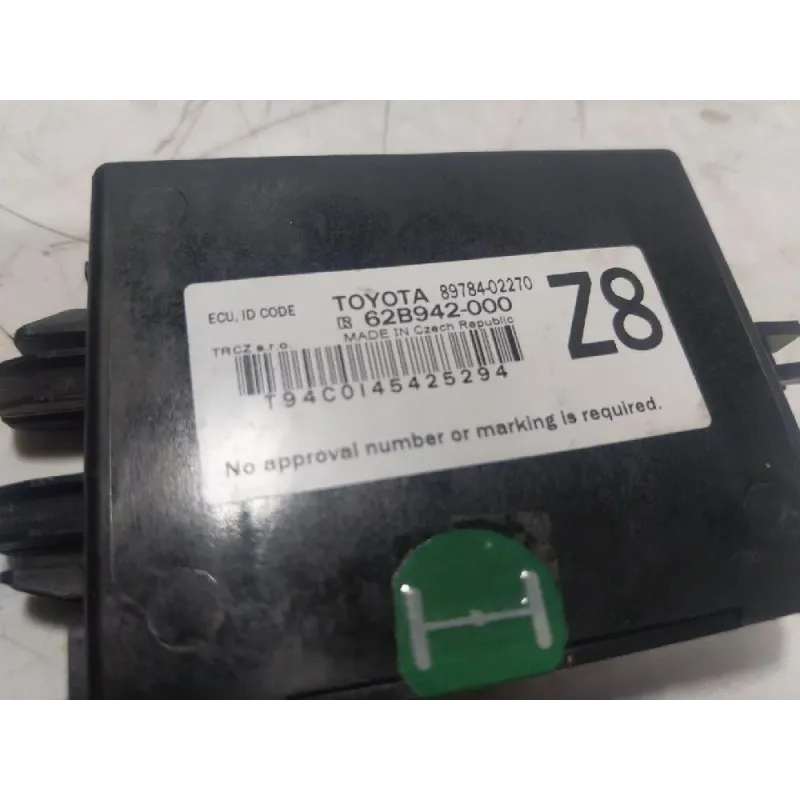 ECU, ID CODE TOYOTA 89784-02270
62B942-000 Z8
TRCZ s.r.o. MADE IN Czech Republic
T94C0145425294
No approval number or marking is required.
H